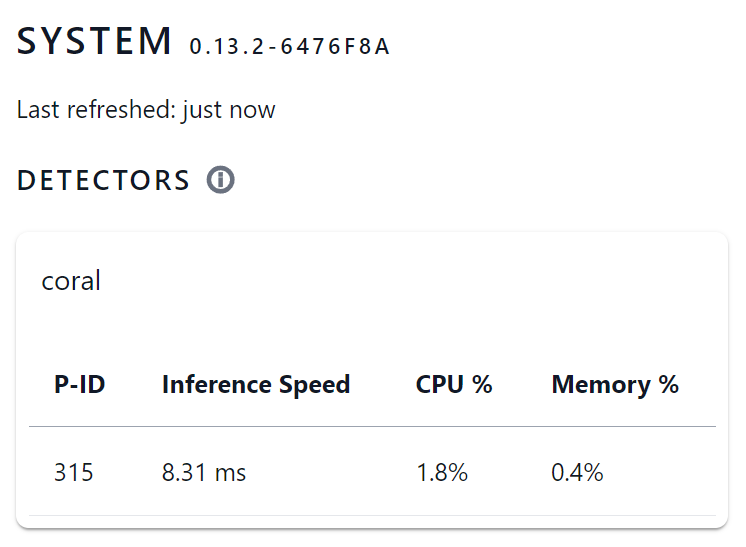 SYSTEM 0.13.2-6476F8A
Last refreshed: just now
DETECTORS
coral
P-ID Inference Speed CPU % Memory %
315 8.31 ms 1.8% 0.4%